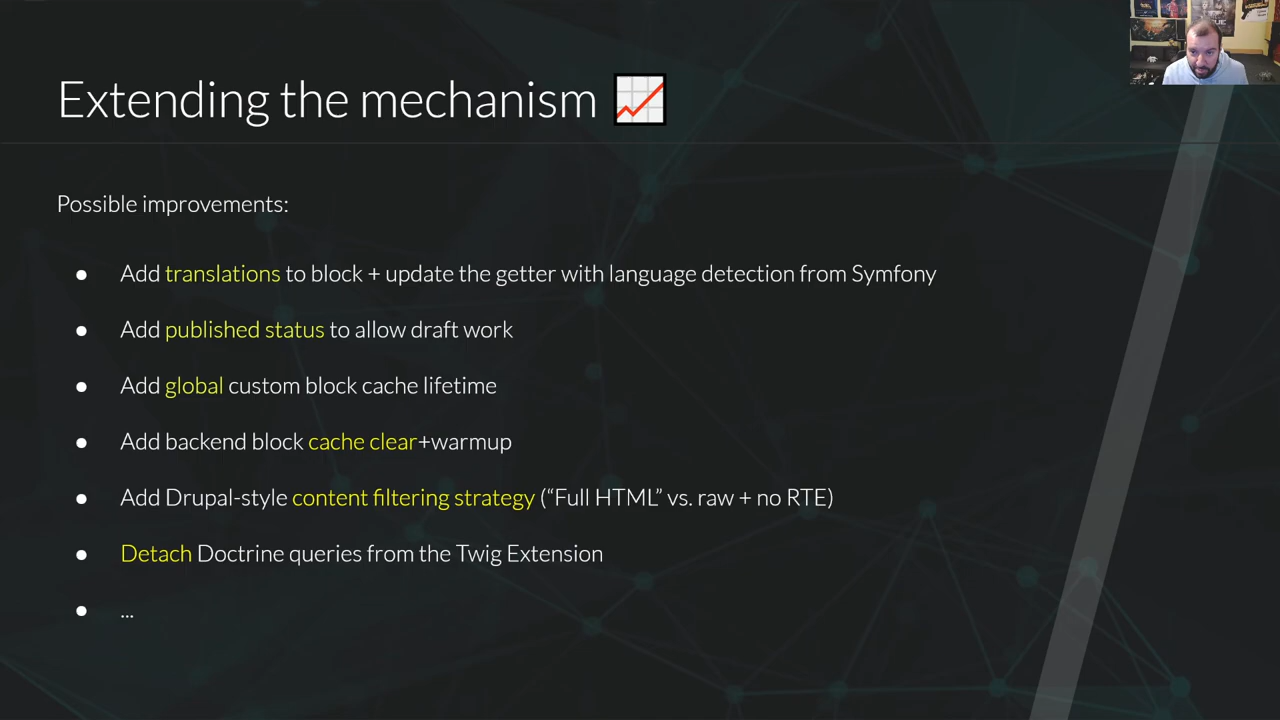 Extending the mechanism
Possible improvements:
● Add translations to block + update the getter with language detection from Symfony
● Add published status to allow draft work
● Add global custom block cache lifetime
● Add backend block cache clear+warmup
● Add Drupal-style content filtering strategy (“Full HTML” vs. raw + no RTE)
● Detach Doctrine queries from the Twig Extension
● ...